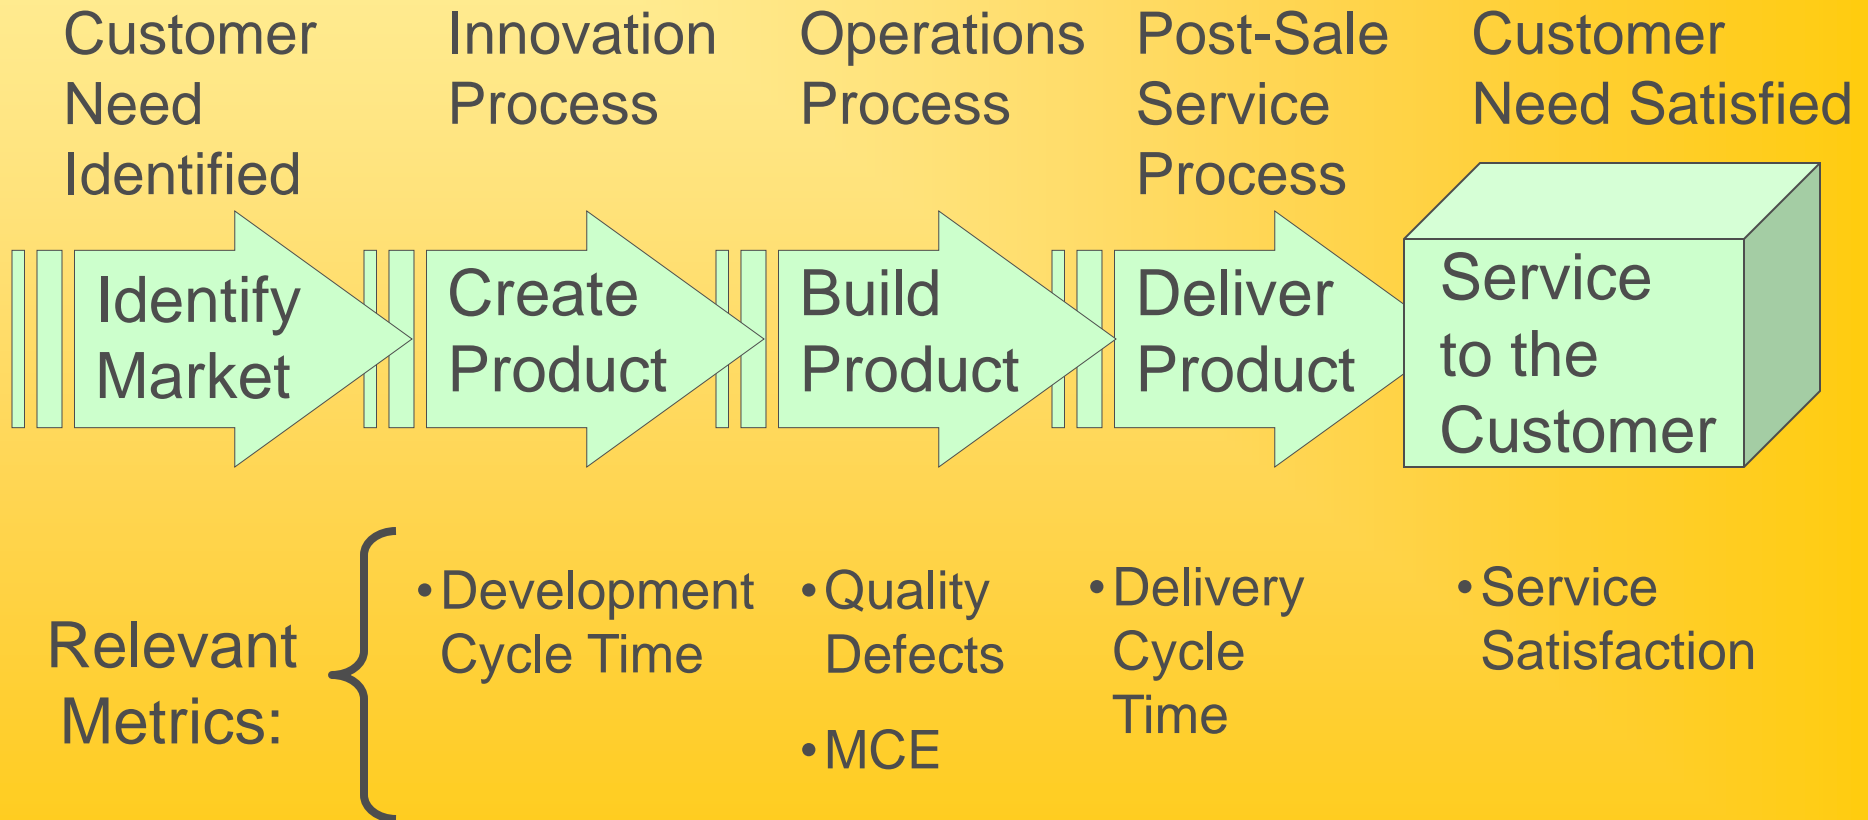 Customer
Need
Identified
Innovation
Process
Operations
Process
Post-Sale
Service
Process
Customer
Need Satisfied
Identify
Market
Create
Product
Build
Product
Deliver
Product
Service
to the
Customer
Relevant
Metrics:
•Development
Cycle Time
•Quality
Defects
•MCE
•Delivery
Cycle
Time
•Service
Satisfaction